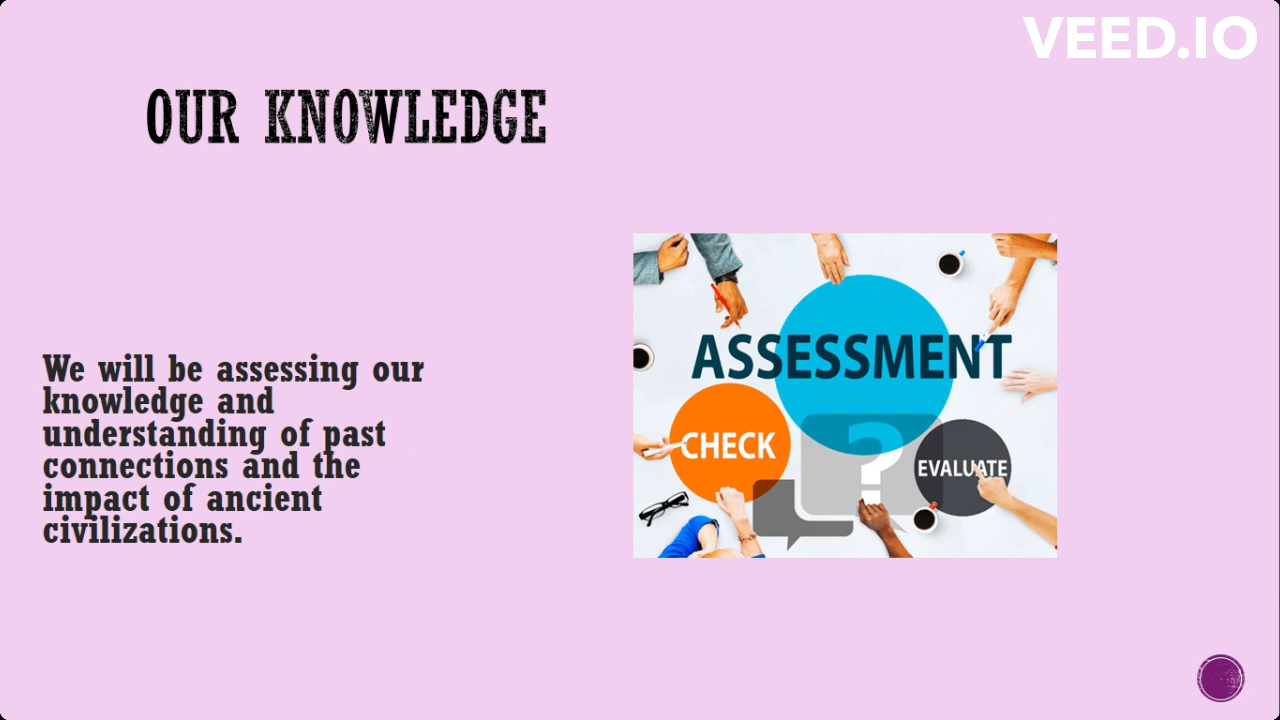 VEED.IO
OUR KNOWLEDGE
We will be assessing our
knowledge and
understanding of past
connections and the
impact of ancient
civilizations.
ASSESSMENT
CHECK
?
EVALUATE